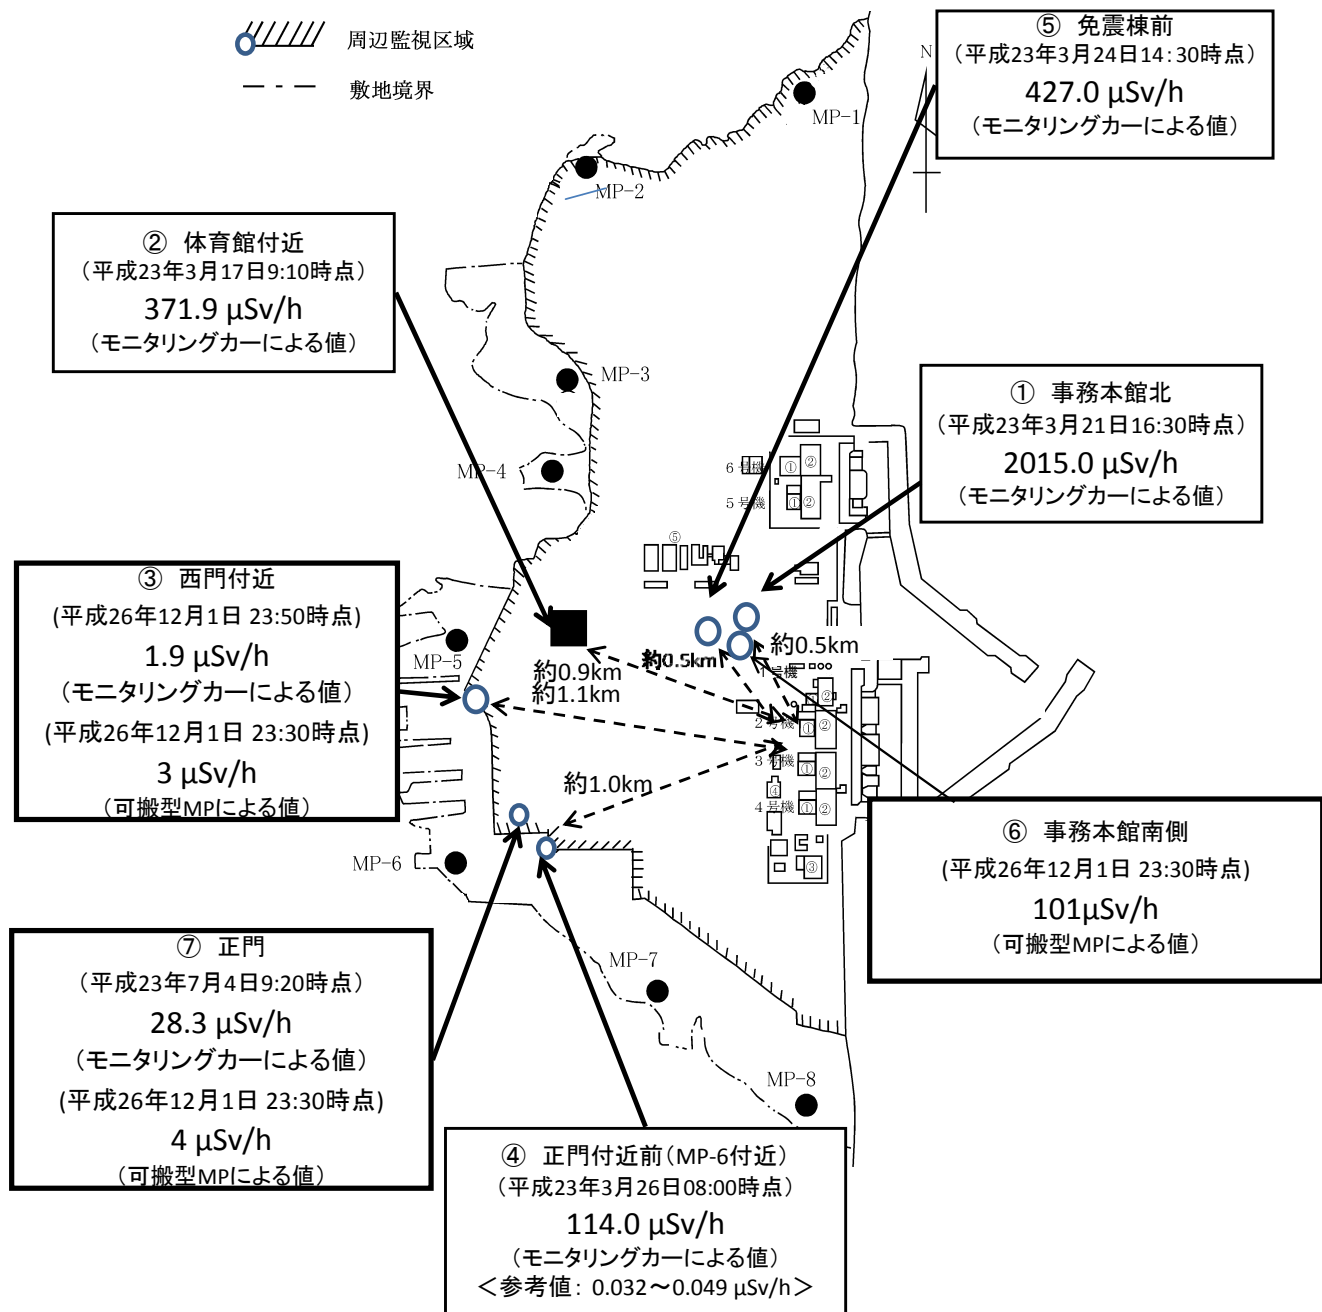 周辺監視区域
敷地境界
⑤ 免震棟前
（平成23年3月24日14：30時点）
427.0 μSv/h
（モニタリングカーによる値）
N
MP-1
MP-2
② 体育館付近
（平成23年3月17日9:10時点）
371.9 μSv/h
（モニタリングカーによる値）
MP-3
MP-4
① 事務本館北
（平成23年3月21日16:30時点）
2015.0 μSv/h
（モニタリングカーによる値）
6号機
① ②
5号機
① ②
⑤
③ 西門付近
(平成26年12月1日 23:50時点)
1.9 μSv/h
（モニタリングカーによる値）
(平成26年12月1日 23:30時点)
3 μSv/h
（可搬型MPによる値）
MP-5
約0.9km
約1.1km
約0.5km
約0.5km
1号機
②
2号機
① ②
3号機
① ②
④
4号機
① ②
③
約1.0km
MP-6
⑥ 事務本館南側
(平成26年12月1日 23:30時点)
101μSv/h
（可搬型MPによる値）
⑦ 正門
（平成23年7月4日9:20時点）
28.3 μSv/h
（モニタリングカーによる値）
(平成26年12月1日 23:30時点)
4 μSv/h
（可搬型MPによる値）
MP-7
MP-8
④ 正門付近前（MP-6付近）
（平成23年3月26日08:00時点）
114.0 μSv/h
（モニタリングカーによる値）
＜参考値： 0.032～0.049 μSv/h＞